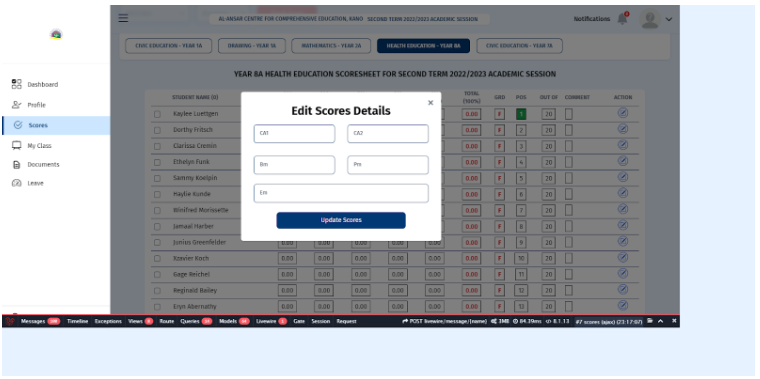 AL-ANSAR CENTRE FOR COMPREHENSIVE EDUCATION, KANO SECOND TERM 2022/2023 ACADEMIC SESSION
Notifications
CIVIC EDUCATION - YEAR 7A
DRAWING - YEAR 1A
MATHEMATICS - YEAR 2A
HEALTH EDUCATION - YEAR 8A
CIVIC EDUCATION - YEAR 7A
YEAR 8A HEALTH EDUCATION SCORESHEET FOR SECOND TERM 2022/2023 ACADEMIC SESSION
Dashboard
Profile
Scores
My Class
Documents
Leave
STUDENT NAME TOTAL (100%) GRD POS OUT OF COMMENT ACTION
Kaylee Luettgen 0.00 F 1 20
Dorthy Fritsch 0.00 F 2 20
Clarissa Cremin 0.00 F 3 20
Ethelyn Funk 0.00 F 4 20
Sammy Koelpin 0.00 F 5 20
Haylie Kunde 0.00 F 6 20
Winifred Morissette 0.00 F 7 20
Jamaal Harber 0.00 F 8 20
Junius Greenfelder 0.00 0.00 0.00 0.00 0.00 0.00 F 9 20
Xzavier Koch 0.00 0.00 0.00 0.00 0.00 0.00 F 10 20
Gage Reichel 0.00 0.00 0.00 0.00 0.00 0.00 F 11 20
Reginald Bailey 0.00 0.00 0.00 0.00 0.00 0.00 F 12 20
Eryn Abernathy 0.00 0.00 0.00 0.00 0.00 0.00 F 20
Edit Scores Details
×
CA1
CA2
Bm
Pm
Em
Update Scores
Messages Timeline Exceptions Views Route Queries Models Livewire Gate Session Request POST livewire/message/{name} 3MB 84.39ms 8.1.13 #7 scores (ajax) (23:17:07)